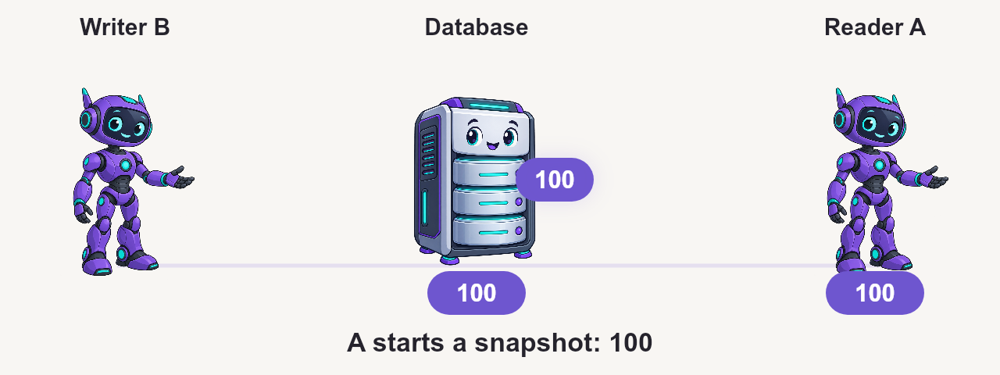 Writer B
Database
Reader A
100
100
100
A starts a snapshot: 100